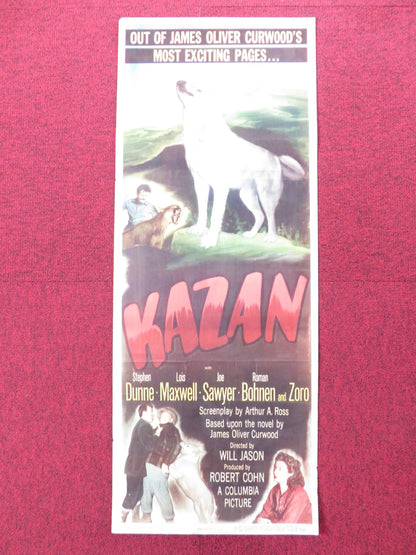 OUT OF JAMES OLIVER CURWOOD'S
MOST EXCITING PAGES...
KAZAN
with
Stephen Lois Joe Roman
Dunne · Maxwell · Sawyer · Bohnen and Zoro
Screenplay by Arthur A. Ross
Based upon the novel by
James Oliver Curwood
Directed by
WILL JASON
Produced by
ROBERT COHN
A COLUMBIA
PICTURE